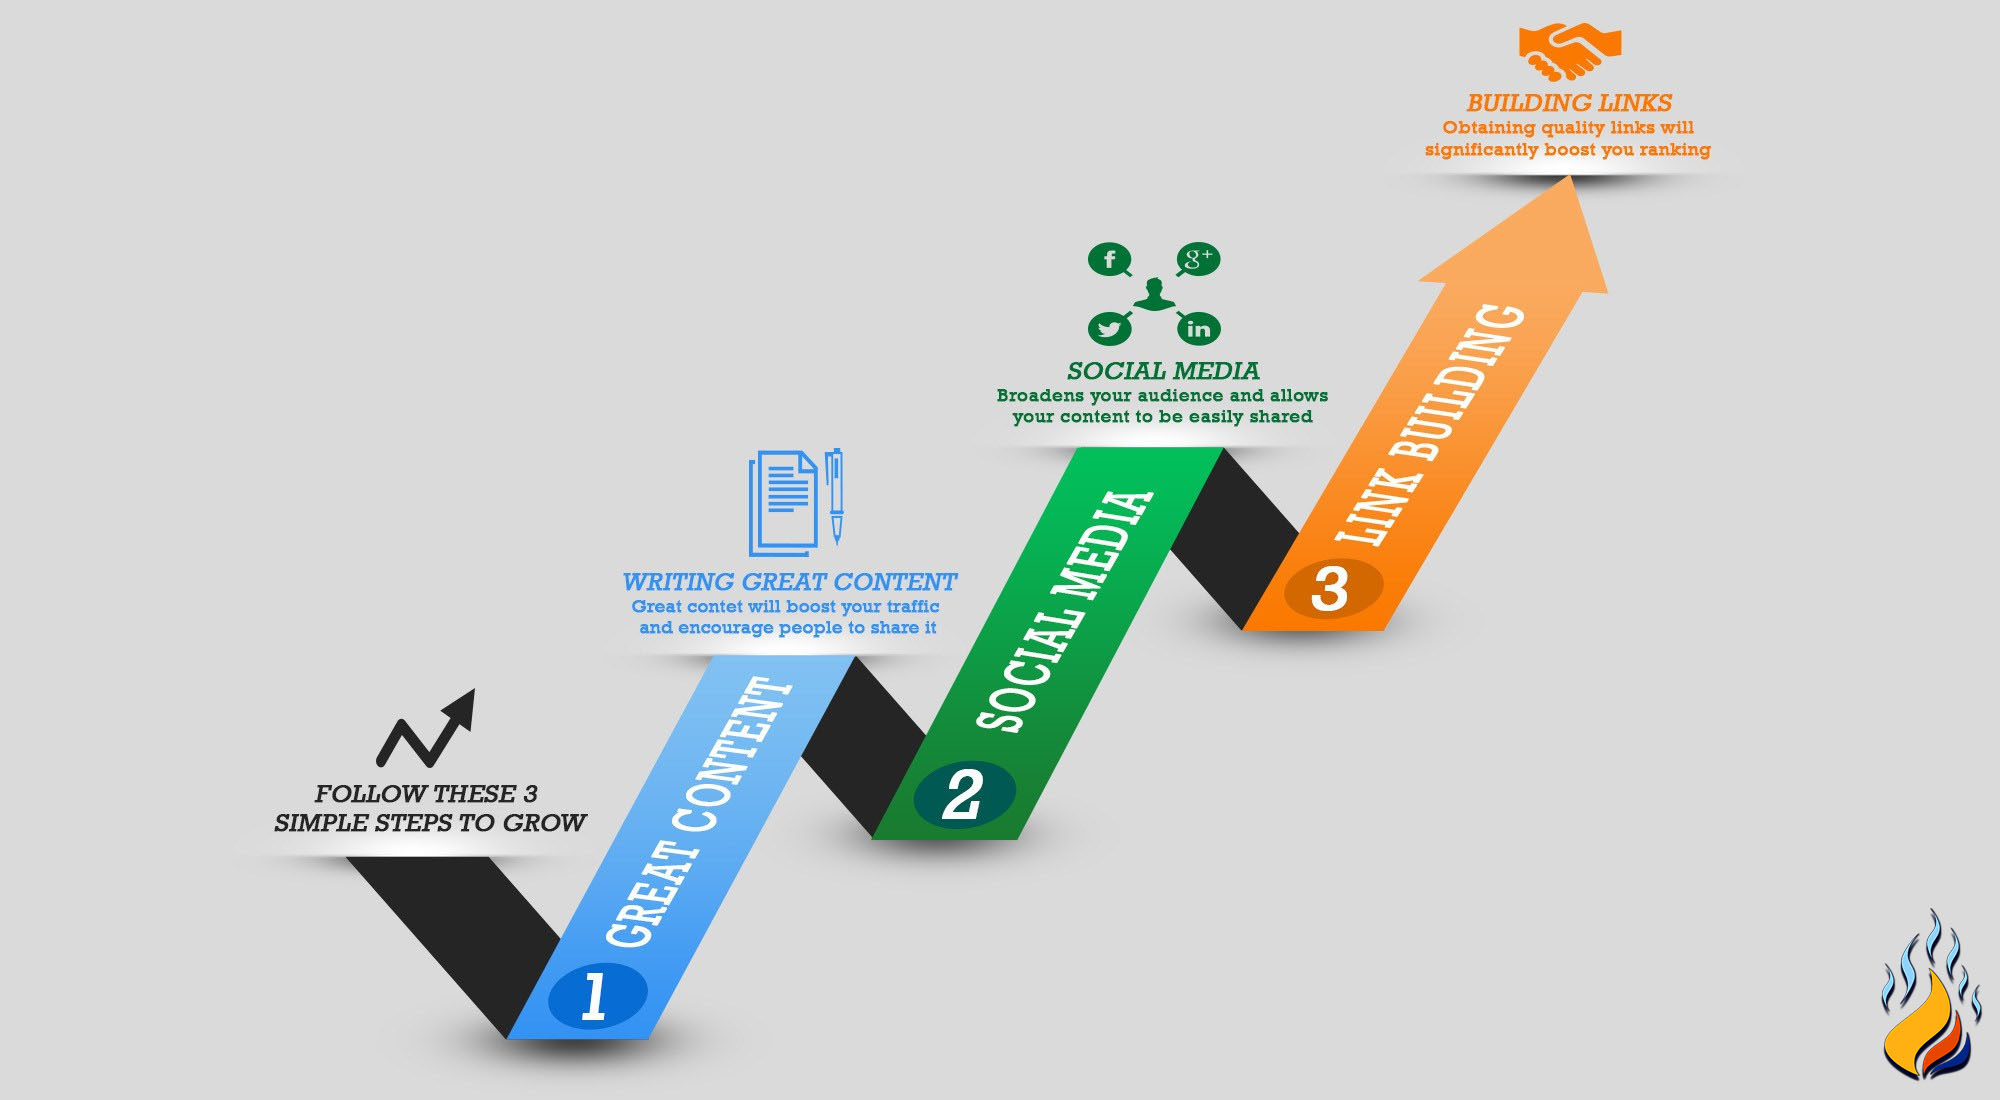 FOLLOW THESE 3
SIMPLE STEPS TO GROW
1
GREAT CONTENT
WRITING GREAT CONTENT
Great contet will boost your traffic
and encourage people to share it
2
SOCIAL MEDIA
f
g+
in
SOCIAL MEDIA
Broadens your audience and allows
your content to be easily shared
3
LINK BUILDING
BUILDING LINKS
Obtaining quality links will
significantly boost you ranking